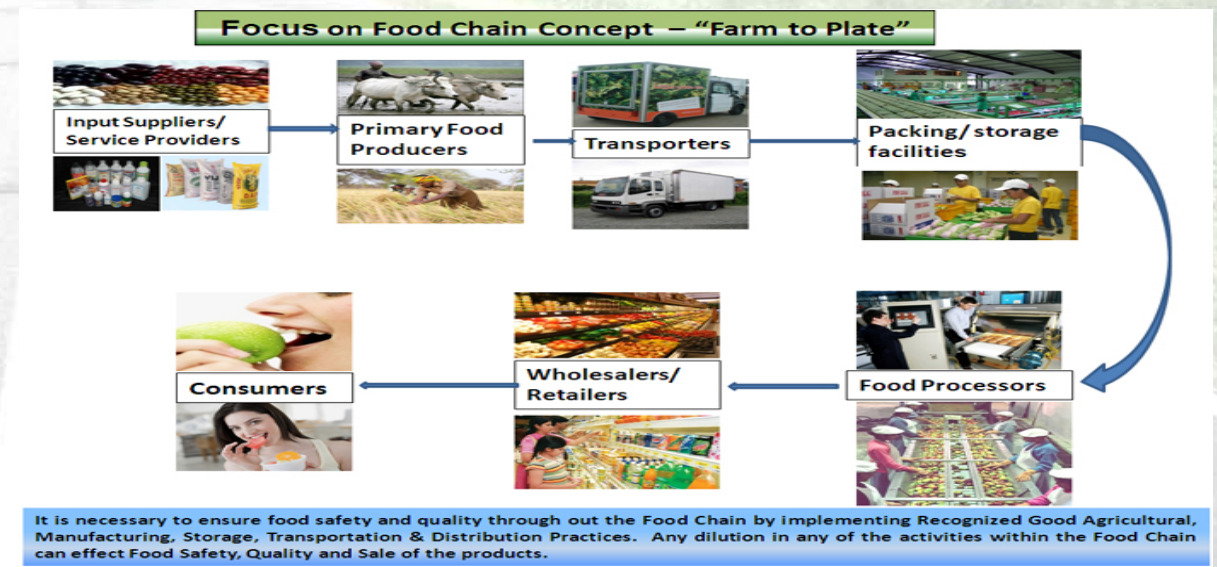 Focus on Food Chain Concept – “Farm to Plate”
Input Suppliers/
Service Providers
Primary Food
Producers
Transporters
Packing/ storage
facilities
Consumers
Wholesalers/
Retailers
Food Processors
It is necessary to ensure food safety and quality through out the Food Chain by implementing Recognized Good Agricultural,
Manufacturing, Storage, Transportation & Distribution Practices. Any dilution in any of the activities within the Food Chain
can effect Food Safety, Quality and Sale of the products.